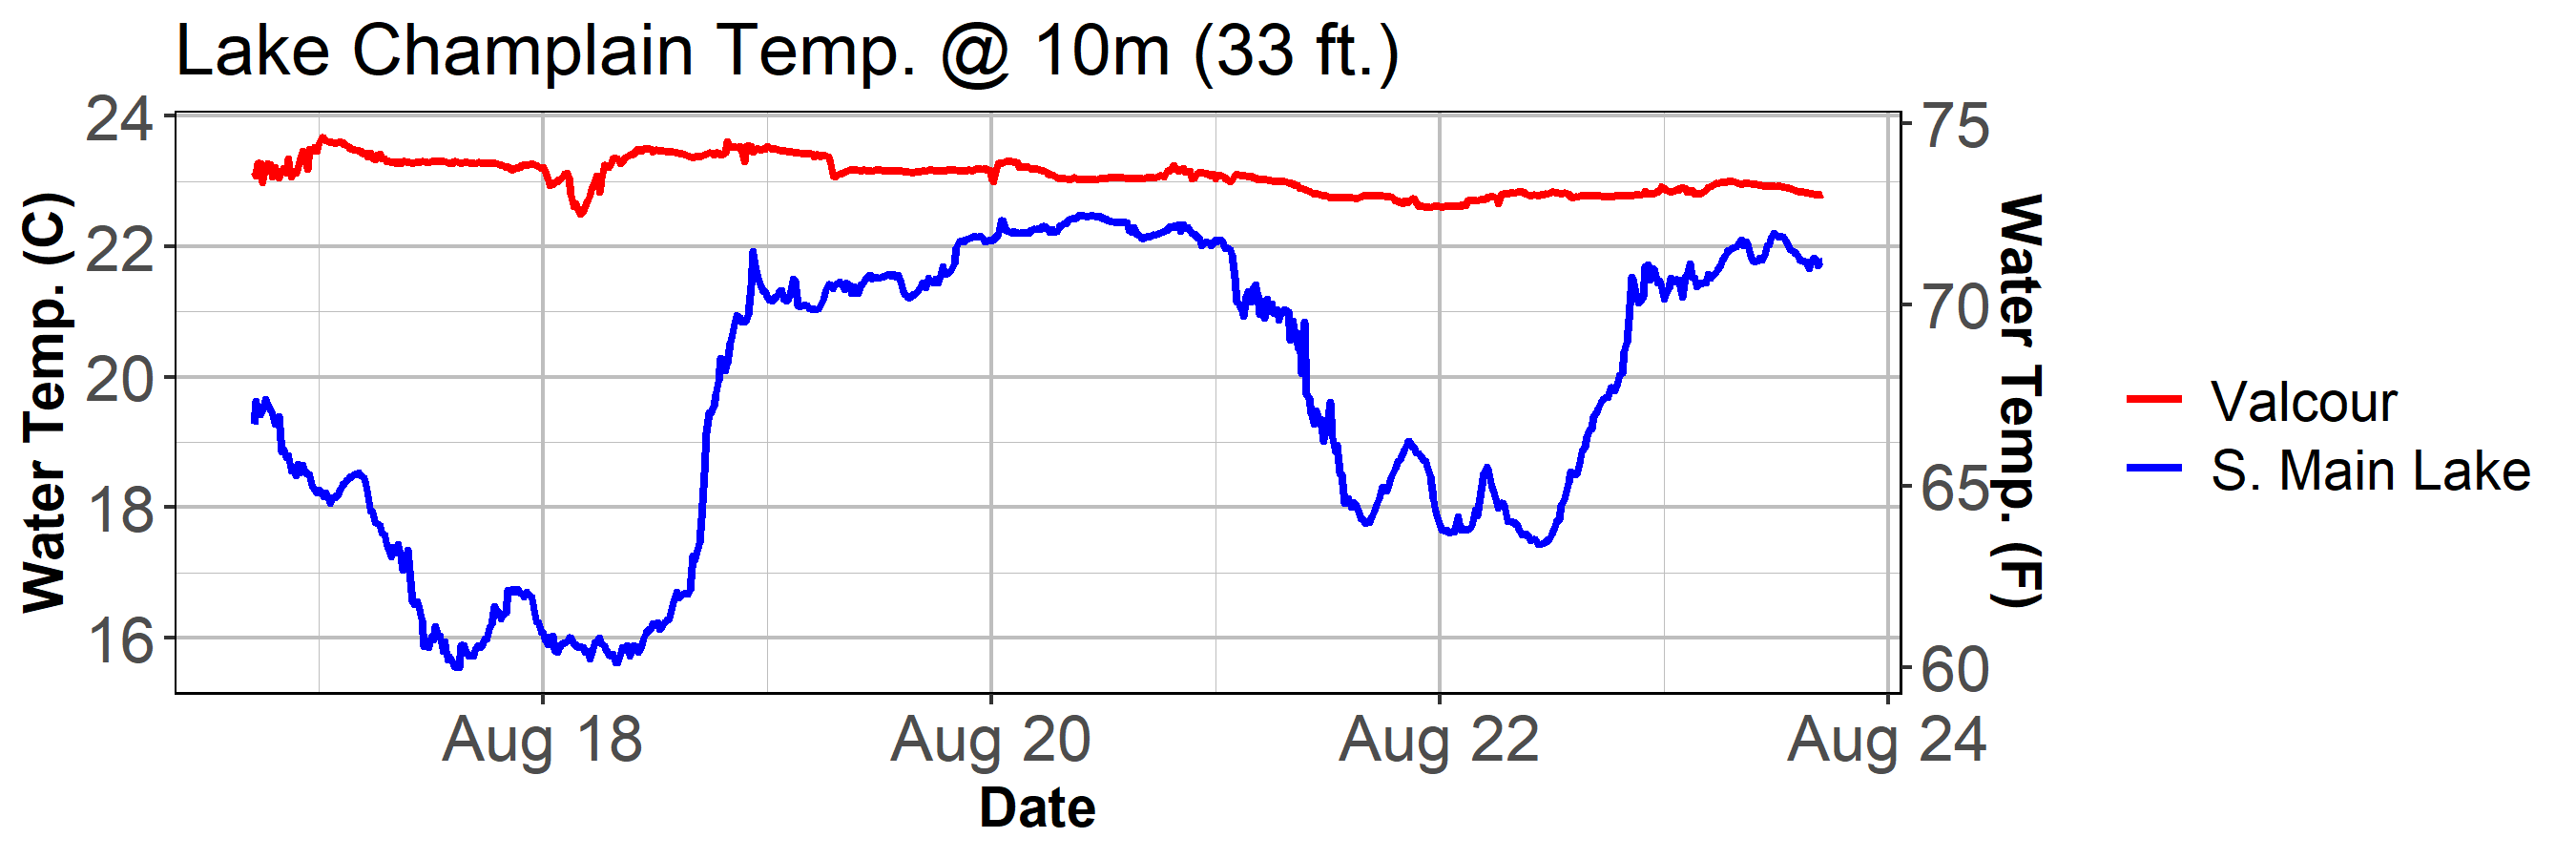 Lake Champlain Temp. @ 10m (33 ft.)
24
22
20
18
16
Water Temp. (C)
75
70
65
60
Water Temp. (F)
Aug 18
Aug 20
Aug 22
Aug 24
Date
Valcour
S. Main Lake